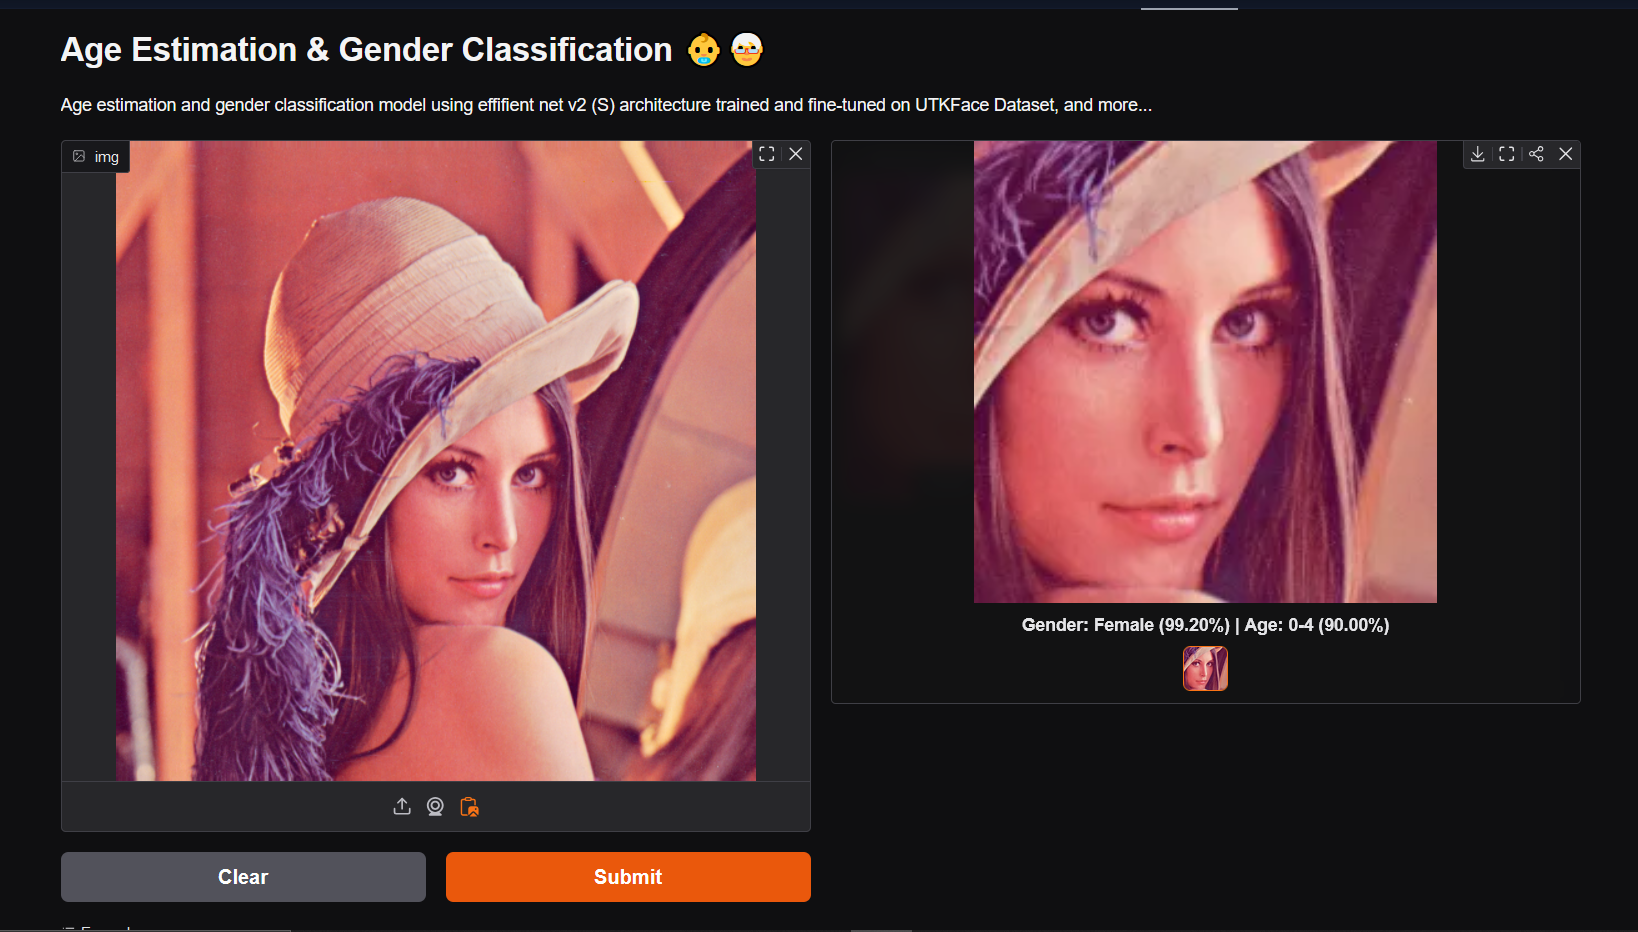 Age Estimation & Gender Classification
Age estimation and gender classification model using effifient net v2 (S) architecture trained and fine-tuned on UTKFace Dataset, and more...
img
Gender: Female (99.20%) | Age: 0-4 (90.00%)
Clear
Submit